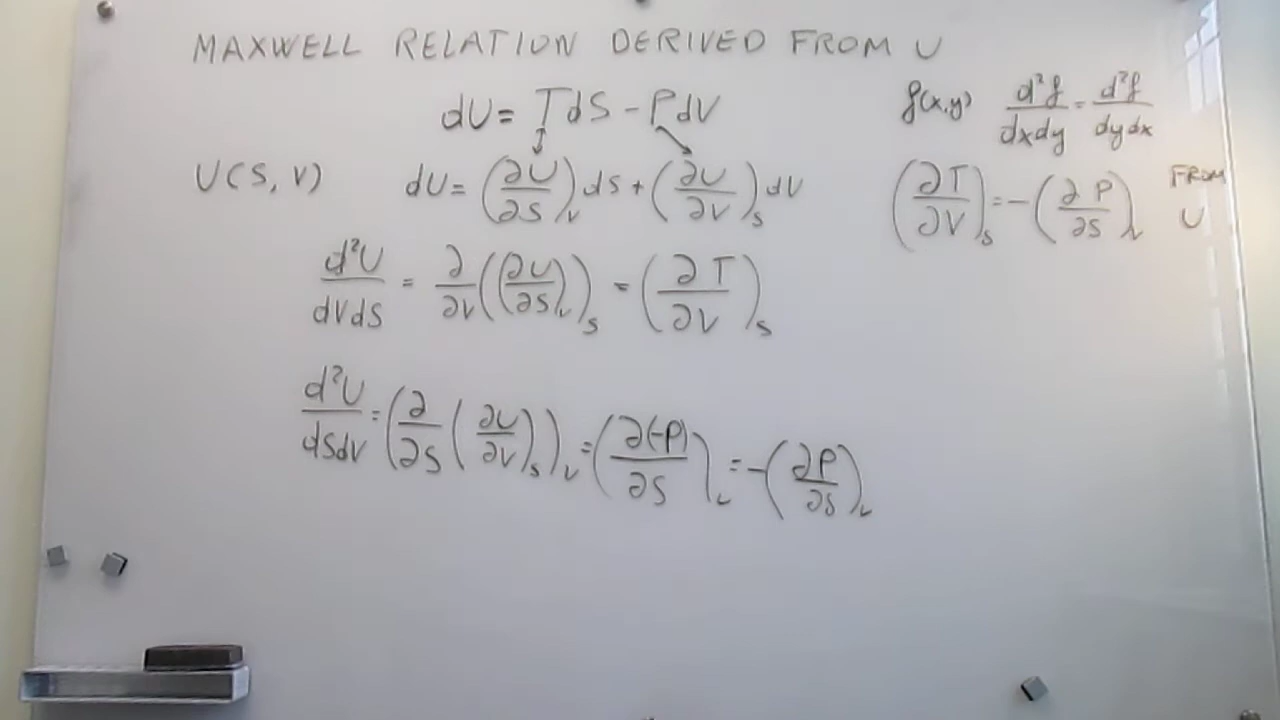 MAXWELL RELATION DERIVED FROM U
dU = TdS - PdV
f(x,y) d²f/dxdy = d²f/dydx
U(S,V) dU = (∂U/∂S)_V dS + (∂U/∂V)_S dV
(∂T/∂V)_S = -(∂P/∂S)_V FROM U
d²U/dVdS = ∂/∂V((∂U/∂S)_V)_S = (∂T/∂V)_S
d²U/dSdV = (∂/∂S(∂U/∂V)_S)_V = (∂(-P)/∂S)_V = -(∂P/∂S)_V